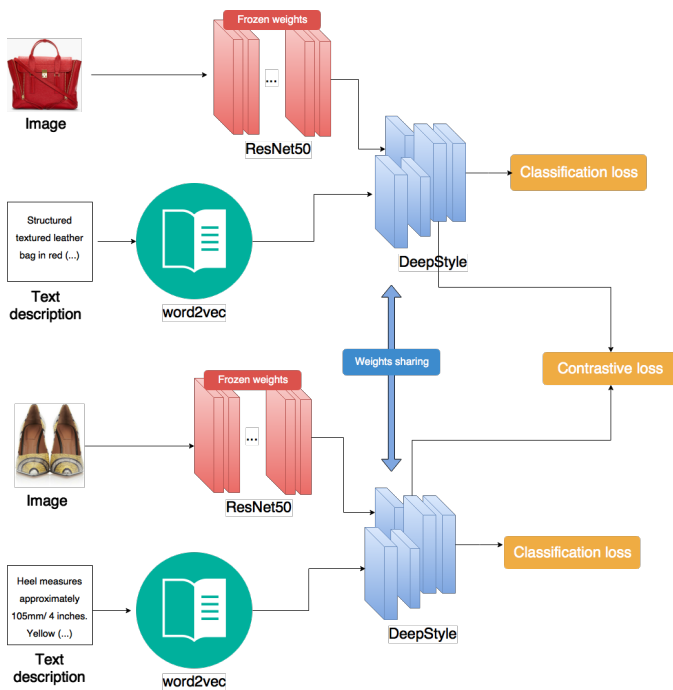 Frozen weights
...
Image
ResNet50
Classification loss
Structured
textured leather
bag in red (...)
DeepStyle
Text
description
word2vec
Weights sharing
Contrastive loss
Frozen weights
...
Image
ResNet50
Classification loss
Heel measures
approximately
105mm/ 4 inches.
Yellow (...)
DeepStyle
Text
description
word2vec